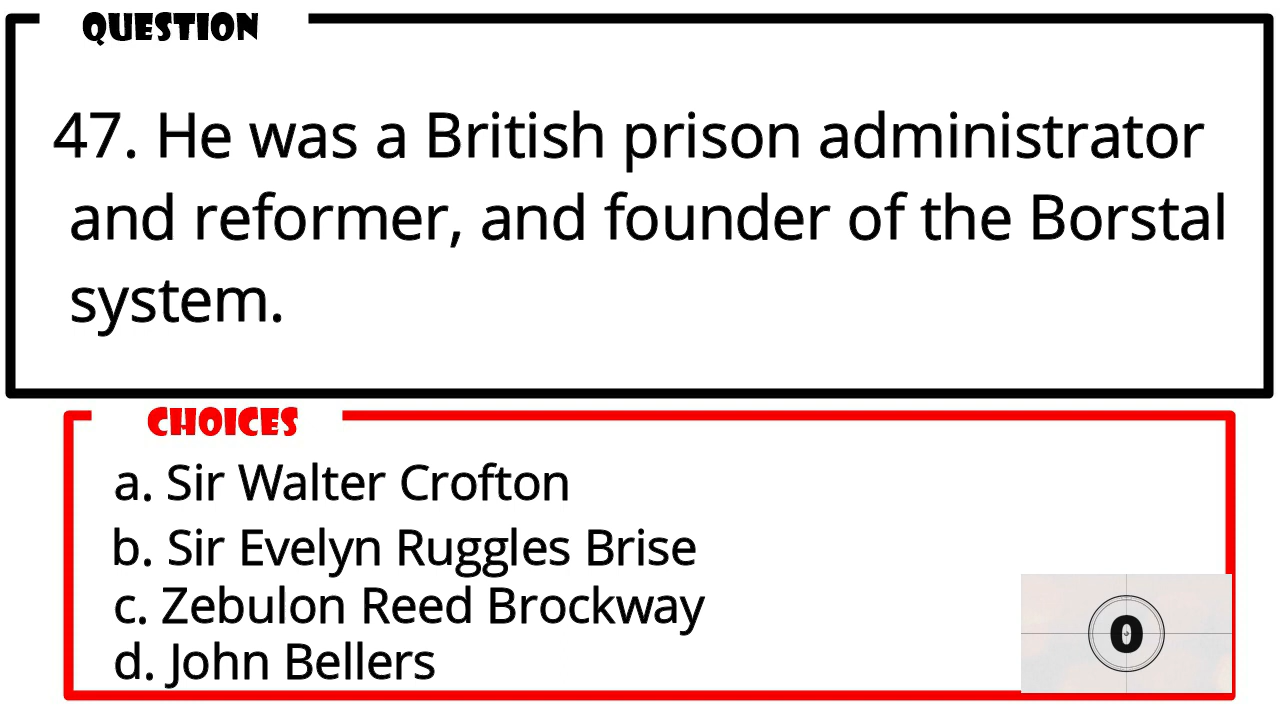 QUESTION
47. He was a British prison administrator
and reformer, and founder of the Borstal
system.
CHOICES
a. Sir Walter Crofton
b. Sir Evelyn Ruggles Brise
c. Zebulon Reed Brockway
d. John Bellers
0